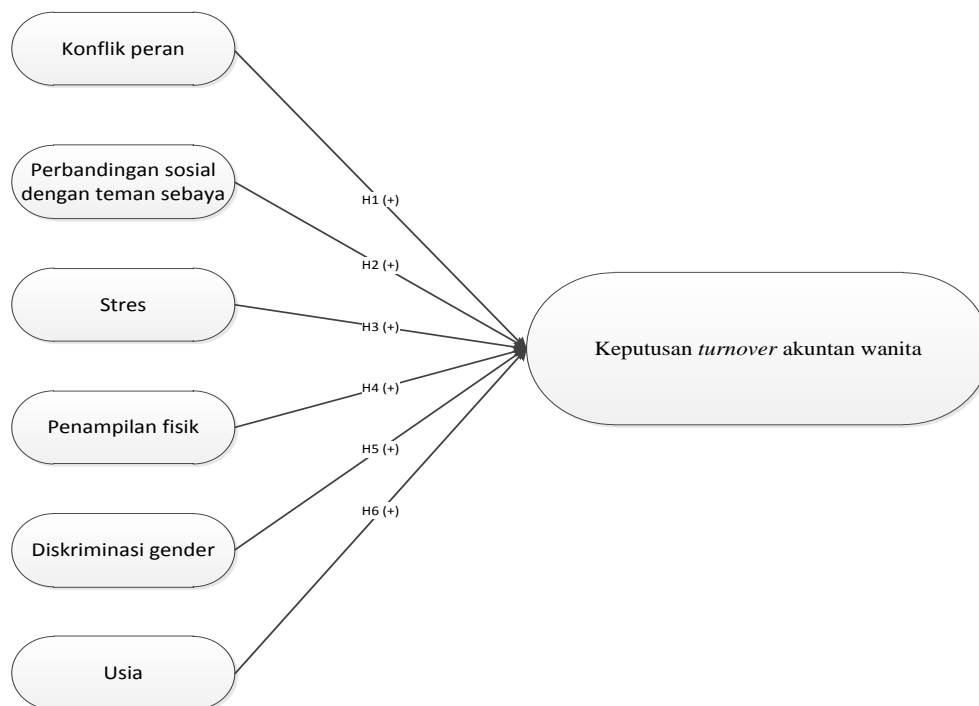 Konflik peran
Perbandingan sosial
dengan teman sebaya
H1 (+)
H2 (+)
Stres
H3 (+)
Keputusan turnover akuntan wanita
H4 (+)
Penampilan fisik
H5 (+)
H6 (+)
Diskriminasi gender
Usia